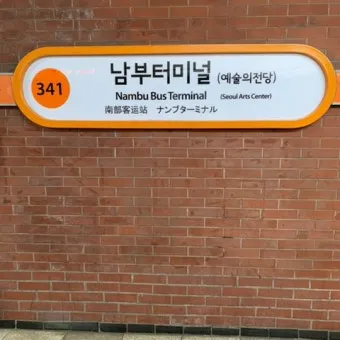 341
남부터미널 (예술의전당)
Nambu Bus Terminal (Seoul Arts Center)
南部客运站 ナンブターミナル